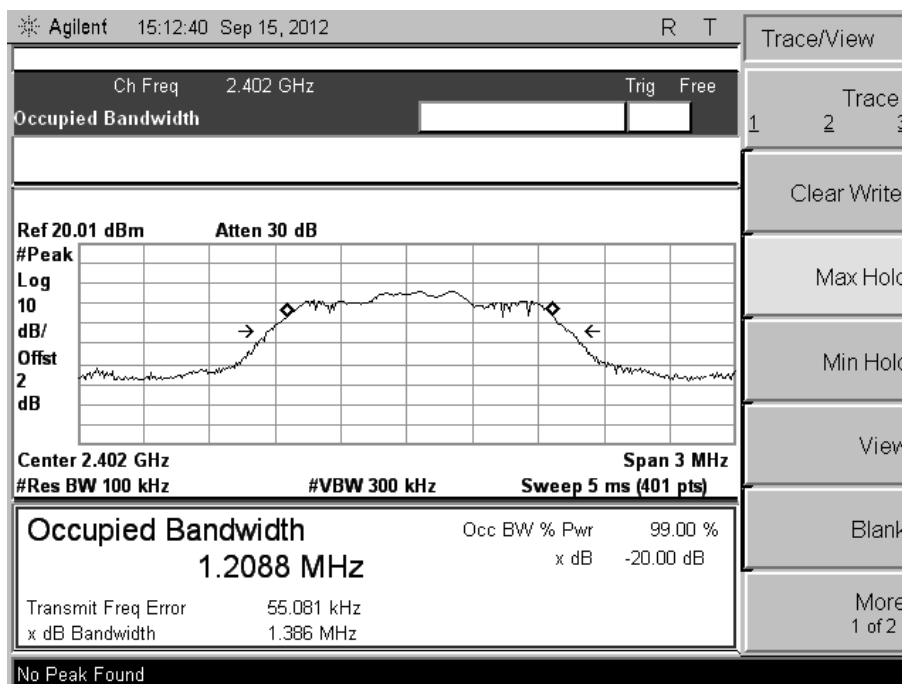 Agilent 15:12:40 Sep 15, 2012 R T
Ch Freq 2.402 GHz Trig Free
Occupied Bandwidth
Ref 20.01 dBm Atten 30 dB
#Peak
Log
10
dB/
Offst
2
dB
Center 2.402 GHz Span 3 MHz
#Res BW 100 kHz #VBW 300 kHz Sweep 5 ms (401 pts)
Occupied Bandwidth
1.2088 MHz
Occ BW % Pwr 99.00 %
x dB -20.00 dB
Transmit Freq Error 55.081 kHz
x dB Bandwidth 1.386 MHz
No Peak Found
Trace/View
Trace
1 2
Clear Write
Max Hold
Min Hold
View
Blank
More
1 of 2